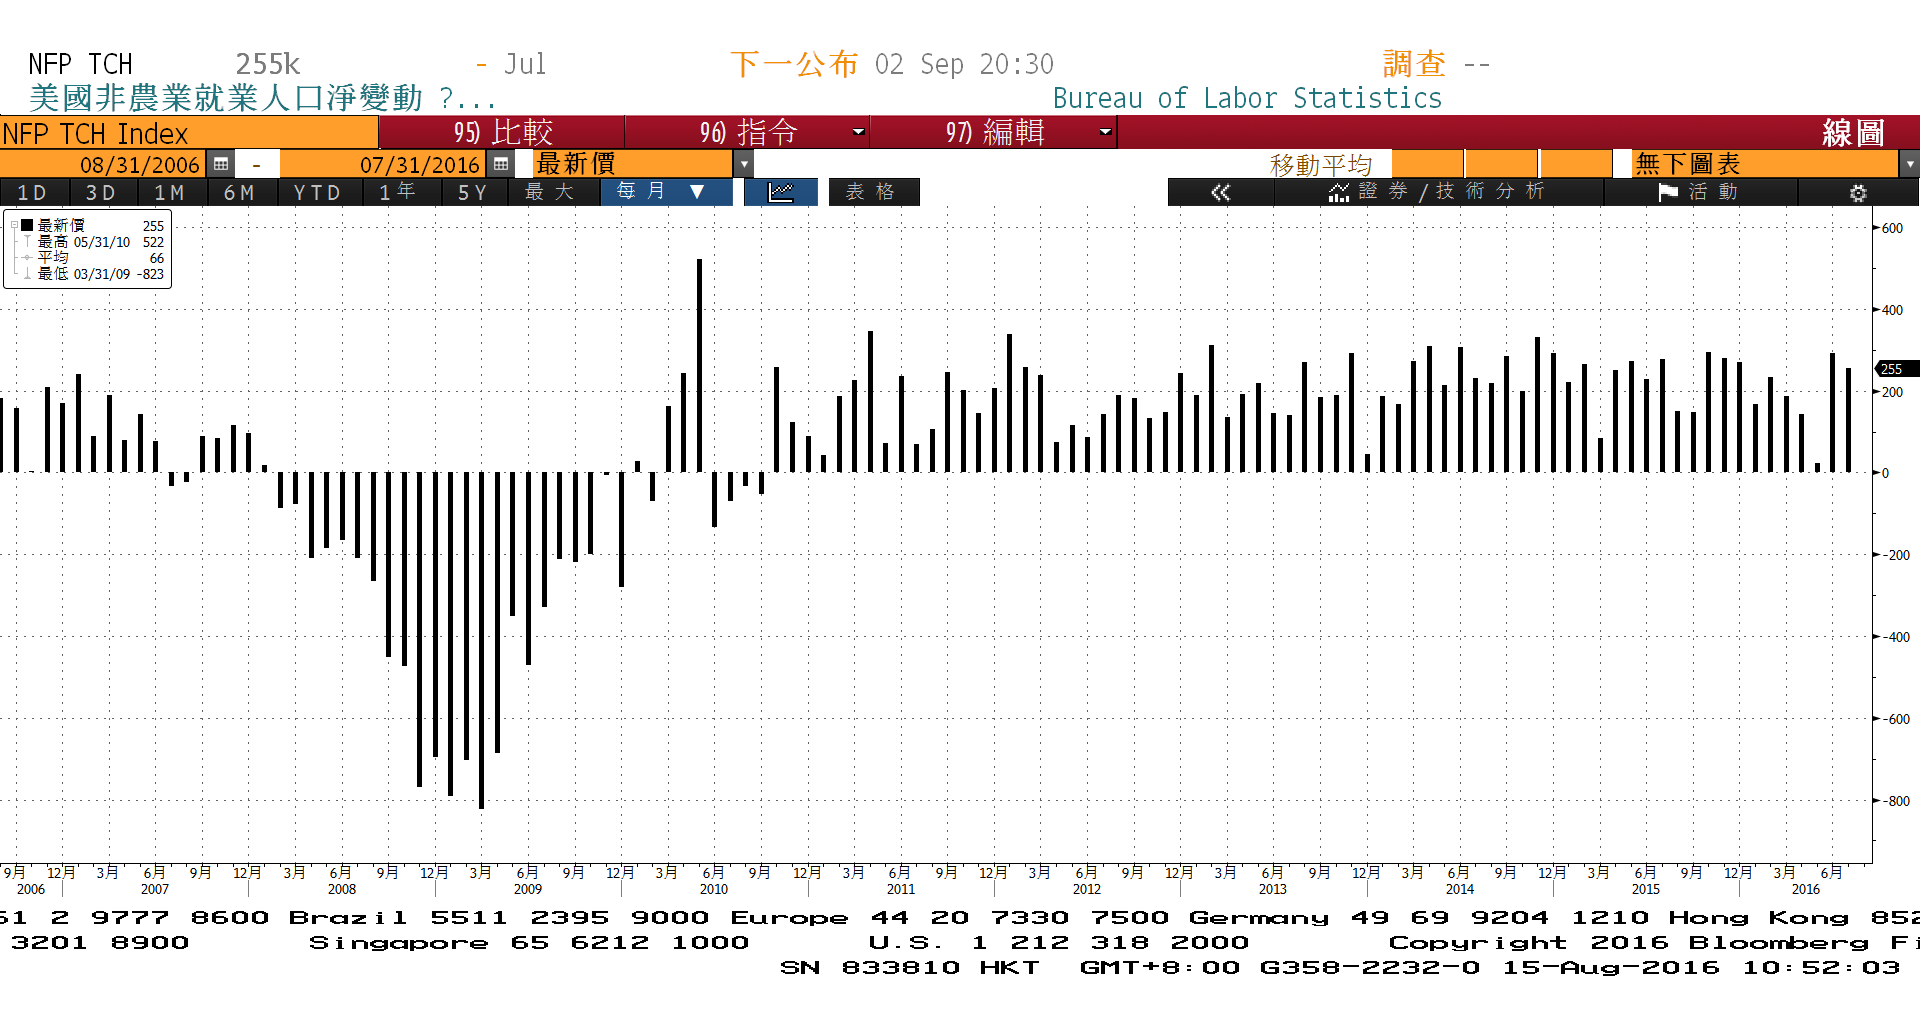 NFP TCH 255k - Jul 下一公布 02 Sep 20:30 調查 --
美國非農業就業人口淨變動 ?... Bureau of Labor Statistics
NFP TCH Index 95) 比較 96) 指令 97) 編輯 線圖
08/31/2006 - 07/31/2016 最新價 移動平均 無下圖表
1D 3D 1M 6M YTD 1年 5Y 最大 每月 ▼ 表格 « 證券/技術分析 活動
最新價 255
最高 05/31/10 522
平均 66
最低 03/31/09 -823
600
400
255
200
0
-200
-400
-600
-800
9月 12月 3月 6月 9月 12月 3月 6月 9月 12月 3月 6月 9月 12月 3月 6月 9月 12月 3月 6月 9月 12月 3月 6月 9月 12月 3月 6月 9月 12月 3月 6月 9月 12月 3月 6月 9月 12月 3月 6月
2006 2007 2008 2009 2010 2011 2012 2013 2014 2015 2016
61 2 9777 8600 Brazil 5511 2395 9000 Europe 44 20 7330 7500 Germany 49 69 9204 1210 Hong Kong 852
3201 8900 Singapore 65 6212 1000 U.S. 1 212 318 2000 Copyright 2016 Bloomberg Fi
SN 833810 HKT GMT+8:00 G358-2232-0 15-Aug-2016 10:52:03